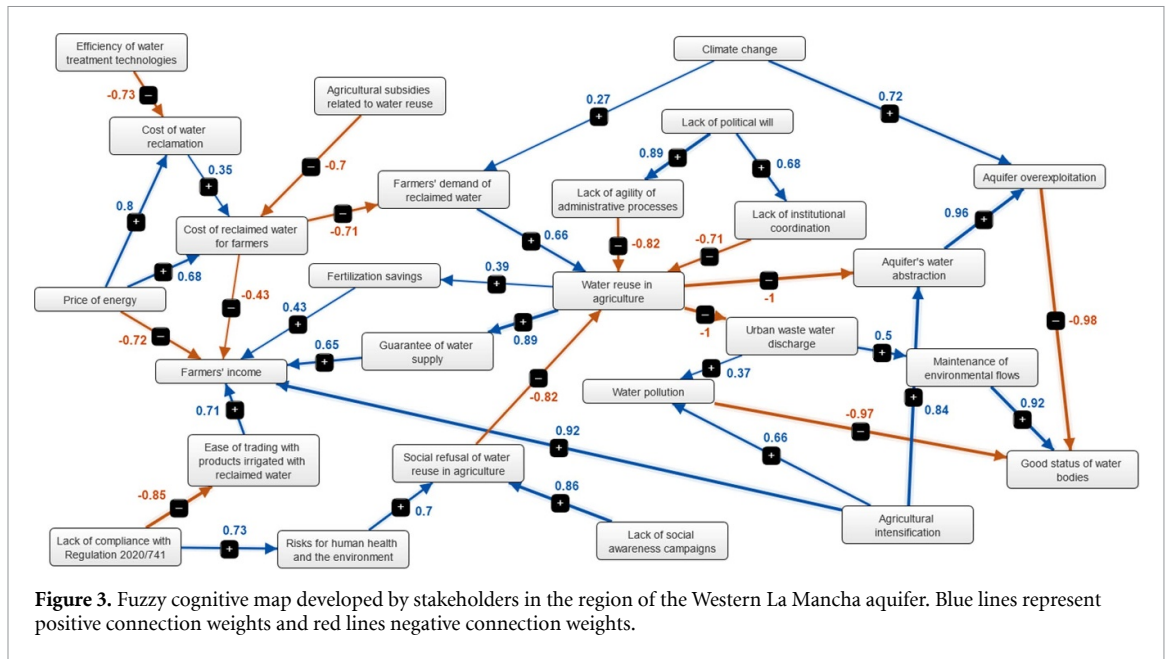 Efficiency of water
treatment technologies
Climate change
-0.73
−
Agricultural subsidies
related to water reuse
0.27
+
0.72
+
Cost of water
reclamation
Lack of political will
0.35
+
-0.7
−
0.89
+
0.68
+
Farmers' demand of
reclaimed water
Lack of agility of
administrative processes
Aquifer overexploitation
0.8
+
Cost of reclaimed water
for farmers
−
-0.71
Lack of institutional
coordination
0.96
+
+
0.68
+
0.66
−
-0.82
-0.71
−
Fertilization savings
0.39
+
Aquifer's water
abstraction
Price of energy
−
-0.43
Water reuse in
agriculture
−
-1
-0.72
−
0.43
+
+
0.89
−
-1
Urban waste water
discharge
−
-0.98
0.65
+
Guarantee of water
supply
0.5
+
Farmers' income
−
-0.82
+
0.37
Maintenance of
environmental flows
0.71
+
Water pollution
+
0.84
0.92
+
0.92
+
-0.97
−
Ease of trading with
products irrigated with
reclaimed water
Social refusal of water
reuse in agriculture
0.66
+
Good status of water
bodies
-0.85
−
0.86
+
+
0.7
Lack of compliance with
Regulation 2020/741
0.73
+
Risks for human health
and the environment
Lack of social
awareness campaigns
Agricultural
intensification
Figure 3. Fuzzy cognitive map developed by stakeholders in the region of the Western La Mancha aquifer. Blue lines represent
positive connection weights and red lines negative connection weights.